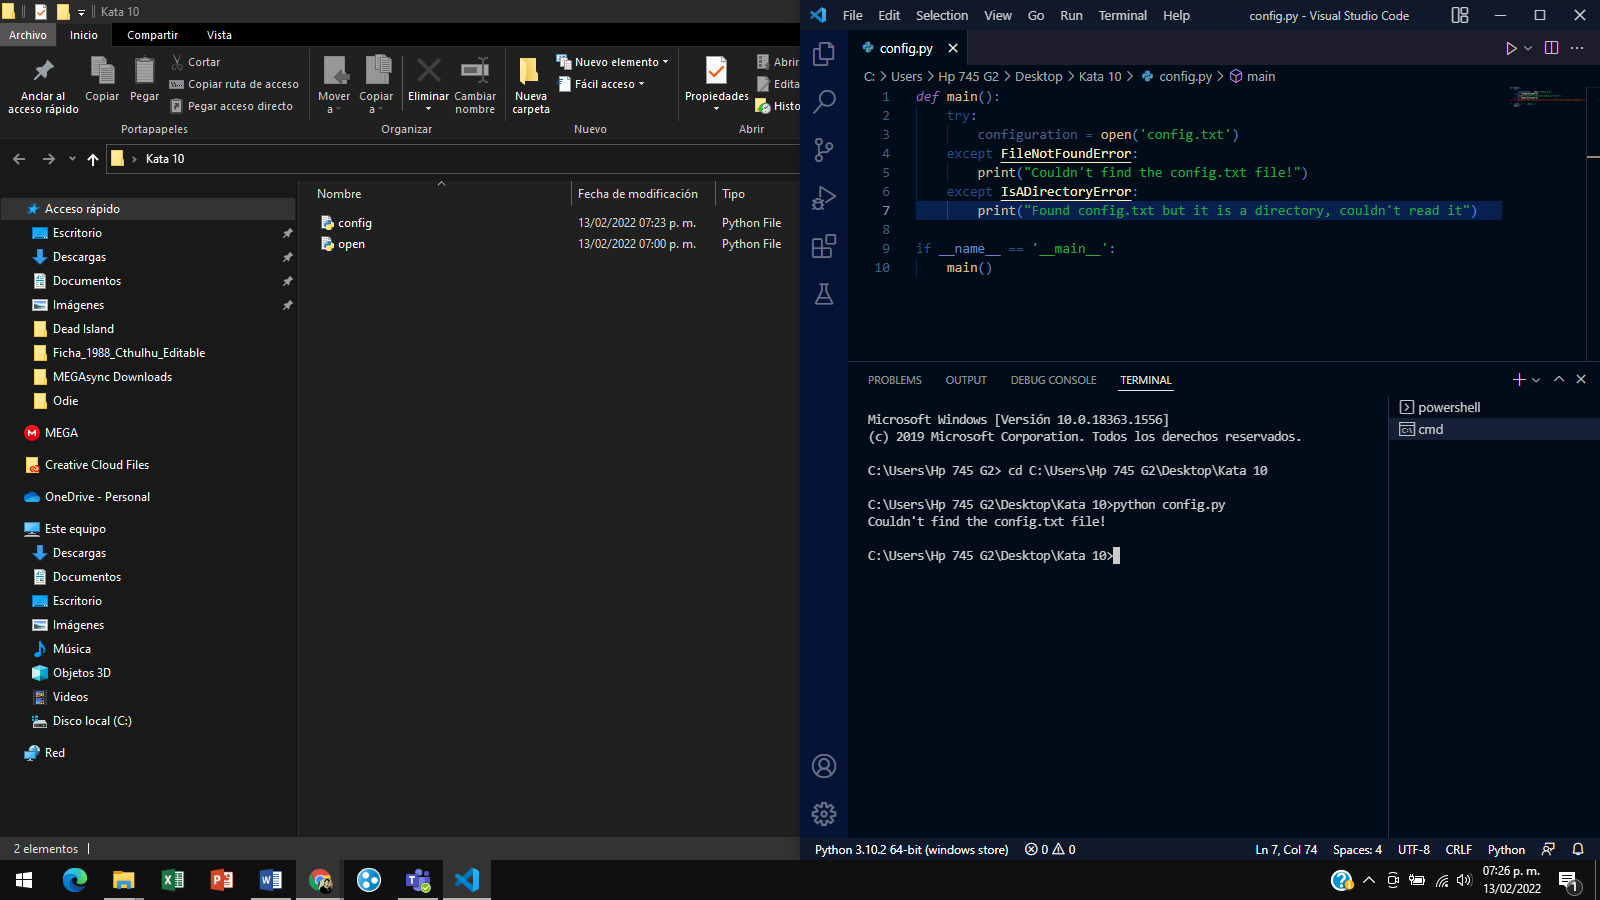 Kata 10
Archivo Inicio Compartir Vista
Anclar al acceso rápido
Copiar
Pegar
Cortar
Copiar ruta de acceso
Pegar acceso directo
Portapapeles
Mover a
Copiar a
Eliminar
Cambiar nombre
Organizar
Nueva carpeta
Nuevo elemento
Fácil acceso
Nuevo
Propiedades
Abrir
Edita
Histo
Abrir
Kata 10
Nombre Fecha de modificación Tipo
config 13/02/2022 07:23 p. m. Python File
open 13/02/2022 07:00 p. m. Python File
Acceso rápido
Escritorio
Descargas
Documentos
Imágenes
Dead Island
Ficha_1988_Cthulhu_Editable
MEGAsync Downloads
Odie
MEGA
Creative Cloud Files
OneDrive - Personal
Este equipo
Descargas
Documentos
Escritorio
Imágenes
Música
Objetos 3D
Videos
Disco local (C:)
Red
2 elementos
File Edit Selection View Go Run Terminal Help config.py - Visual Studio Code
config.py
C: > Users > Hp 745 G2 > Desktop > Kata 10 > config.py > main
1 def main():
2 try:
3 configuration = open('config.txt')
4 except FileNotFoundError:
5 print("Couldn't find the config.txt file!")
6 except IsADirectoryError:
7 print("Found config.txt but it is a directory, couldn't read it")
8
9 if __name__ == '__main__':
10 main()
PROBLEMS OUTPUT DEBUG CONSOLE TERMINAL
powershell
cmd
Microsoft Windows [Versión 10.0.18363.1556]
(c) 2019 Microsoft Corporation. Todos los derechos reservados.
C:\Users\Hp 745 G2> cd C:\Users\Hp 745 G2\Desktop\Kata 10
C:\Users\Hp 745 G2\Desktop\Kata 10>python config.py
Couldn't find the config.txt file!
C:\Users\Hp 745 G2\Desktop\Kata 10>
Python 3.10.2 64-bit (windows store) 0 0 Ln 7, Col 74 Spaces: 4 UTF-8 CRLF Python
07:26 p. m.
13/02/2022
1